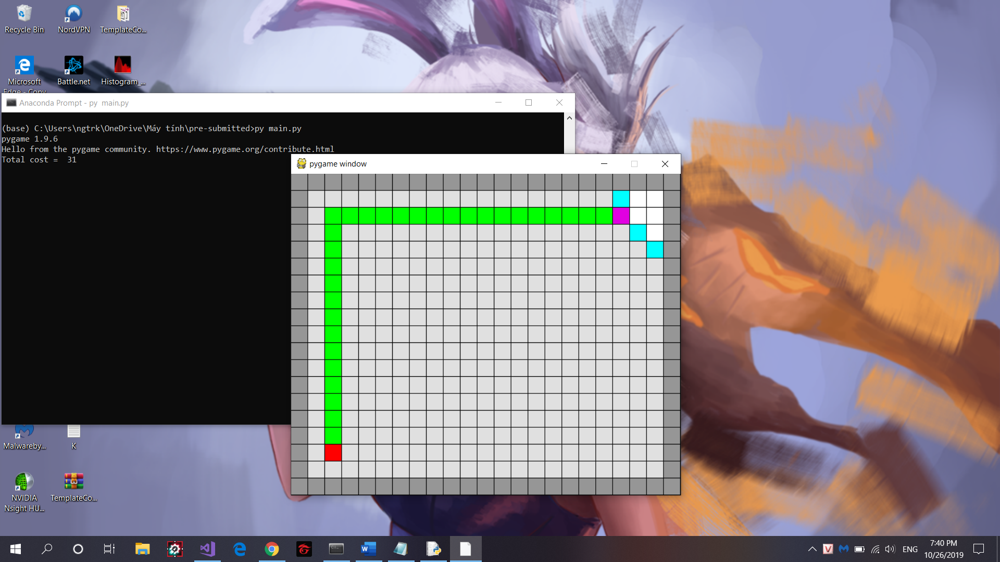 Recycle Bin
NordVPN
TemplateCo...
Microsoft
Edge - Copy
Battle.net
Histogram_...
Anaconda Prompt - py  main.py
(base) C:\Users\ngtrk\OneDrive\Máy tính\pre-submitted>py main.py
pygame 1.9.6
Hello from the pygame community. https://www.pygame.org/contribute.html
Total cost =  31
pygame window
Malwareby...
K
NVIDIA
Nsight HU...
TemplateCo...
ENG
7:40 PM
10/26/2019